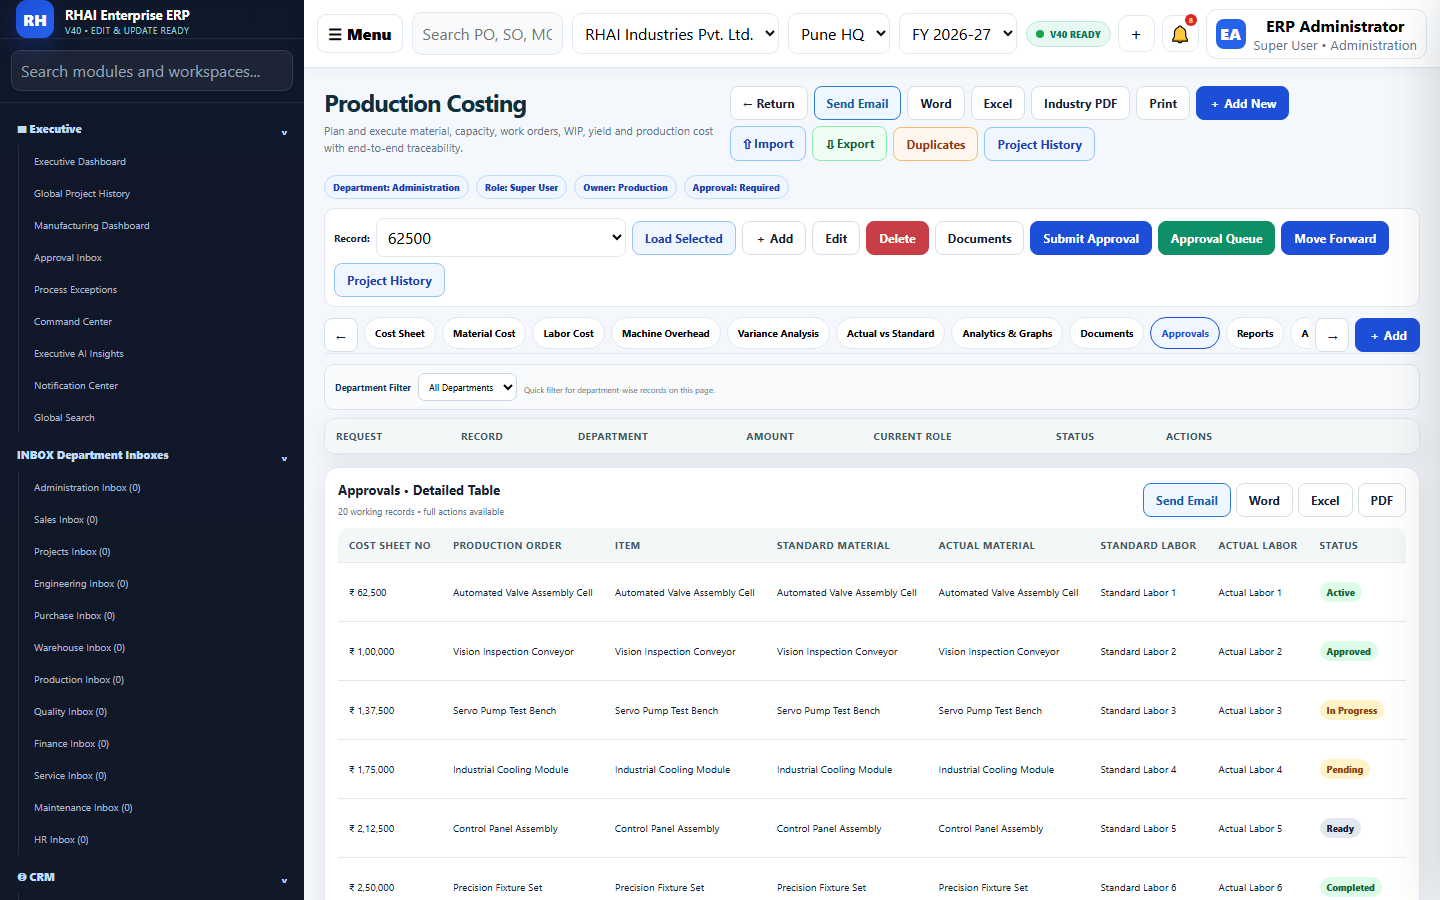 RH
RHAI Enterprise ERP
V40 • EDIT & UPDATE READY
Search modules and workspaces...
Executive
Executive Dashboard
Global Project History
Manufacturing Dashboard
Approval Inbox
Process Exceptions
Command Center
Executive AI Insights
Notification Center
Global Search
INBOX Department Inboxes
Administration Inbox (0)
Sales Inbox (0)
Projects Inbox (0)
Engineering Inbox (0)
Purchase Inbox (0)
Warehouse Inbox (0)
Production Inbox (0)
Quality Inbox (0)
Finance Inbox (0)
Service Inbox (0)
Maintenance Inbox (0)
HR Inbox (0)
CRM
☰ Menu
Search PO, SO, MO
RHAI Industries Pvt. Ltd.
Pune HQ
FY 2026-27
V40 READY
+
8
EA
ERP Administrator
Super User • Administration
Production Costing
Plan and execute material, capacity, work orders, WIP, yield and production cost
with end-to-end traceability.
← Return
Send Email
Word
Excel
Industry PDF
Print
+ Add New
⇧ Import
⇩ Export
Duplicates
Project History
Department: Administration
Role: Super User
Owner: Production
Approval: Required
Record:
62500
Load Selected
+ Add
Edit
Delete
Documents
Submit Approval
Approval Queue
Move Forward
Project History
←
Cost Sheet
Material Cost
Labor Cost
Machine Overhead
Variance Analysis
Actual vs Standard
Analytics & Graphs
Documents
Approvals
Reports
A
→
+ Add
Department Filter
All Departments
Quick filter for department-wise records on this page.
REQUEST RECORD DEPARTMENT AMOUNT CURRENT ROLE STATUS ACTIONS
Approvals • Detailed Table
20 working records • full actions available
Send Email
Word
Excel
PDF
COST SHEET NO PRODUCTION ORDER ITEM STANDARD MATERIAL ACTUAL MATERIAL STANDARD LABOR ACTUAL LABOR STATUS
₹ 62,500 Automated Valve Assembly Cell Automated Valve Assembly Cell Automated Valve Assembly Cell Automated Valve Assembly Cell Standard Labor 1 Actual Labor 1 Active
₹ 1,00,000 Vision Inspection Conveyor Vision Inspection Conveyor Vision Inspection Conveyor Vision Inspection Conveyor Standard Labor 2 Actual Labor 2 Approved
₹ 1,37,500 Servo Pump Test Bench Servo Pump Test Bench Servo Pump Test Bench Servo Pump Test Bench Standard Labor 3 Actual Labor 3 In Progress
₹ 1,75,000 Industrial Cooling Module Industrial Cooling Module Industrial Cooling Module Industrial Cooling Module Standard Labor 4 Actual Labor 4 Pending
₹ 2,12,500 Control Panel Assembly Control Panel Assembly Control Panel Assembly Control Panel Assembly Standard Labor 5 Actual Labor 5 Ready
₹ 2,50,000 Precision Fixture Set Precision Fixture Set Precision Fixture Set Precision Fixture Set Standard Labor 6 Actual Labor 6 Completed